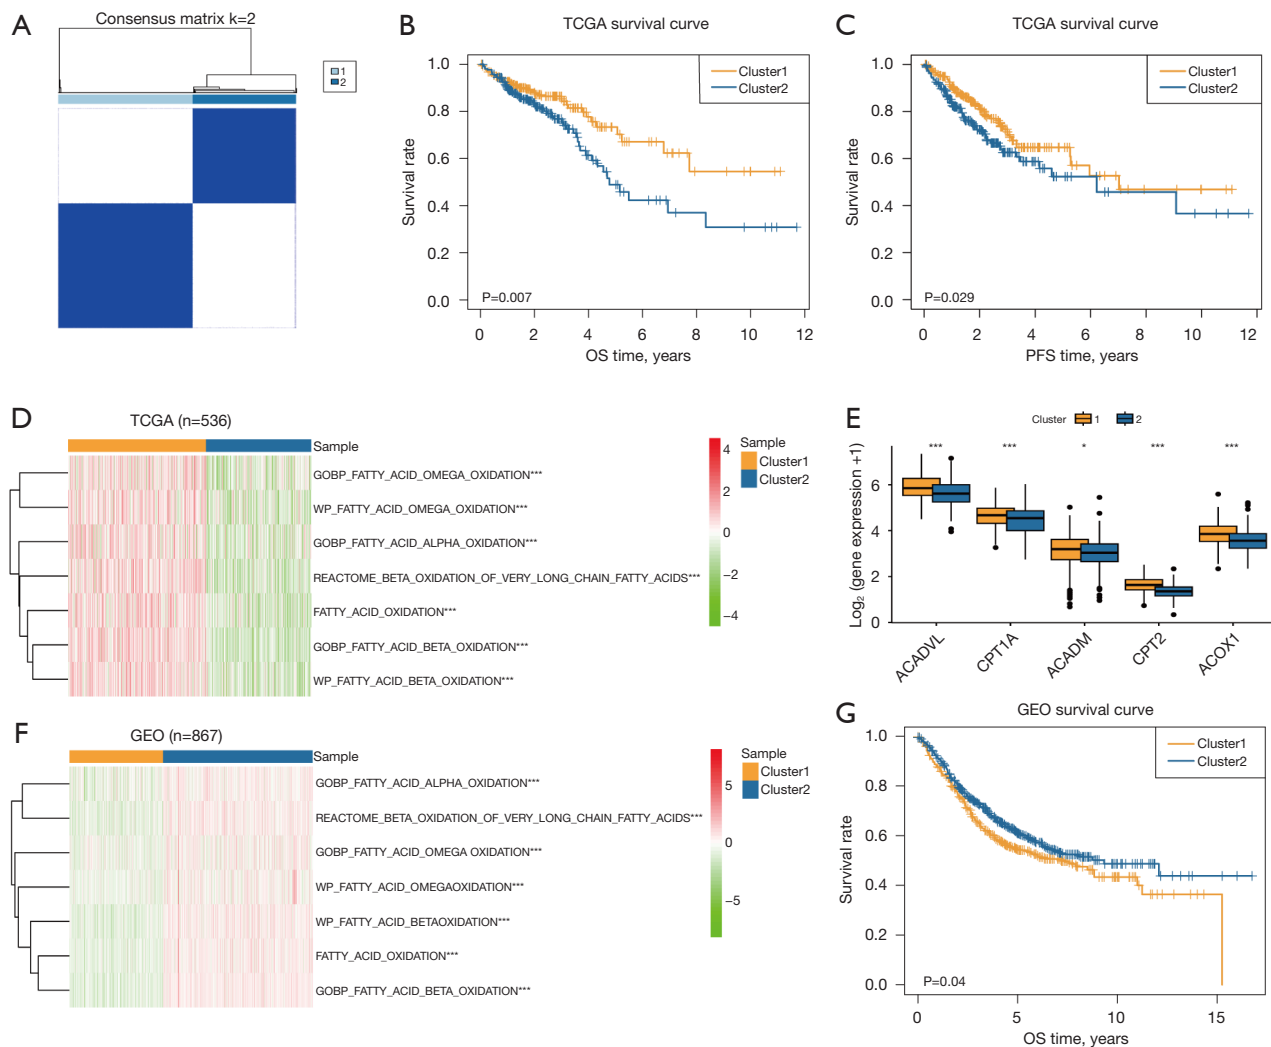 A
Consensus matrix k=2
1
2
B
TCGA survival curve
Cluster1
Cluster2
1.0
0.8
0.6
0.4
0.2
0.0
Survival rate
P=0.007
0 2 4 6 8 10 12
OS time, years
C
TCGA survival curve
Cluster1
Cluster2
1.0
0.8
0.6
0.4
0.2
0.0
Survival rate
P=0.029
0 2 4 6 8 10 12
PFS time, years
D
TCGA (n=536)
Sample
GOBP_FATTY_ACID_OMEGA_OXIDATION***
WP_FATTY_ACID_OMEGA_OXIDATION***
GOBP_FATTY_ACID_ALPHA_OXIDATION***
REACTOME_BETA_OXIDATION_OF_VERY_LONG_CHAIN_FATTY_ACIDS***
FATTY_ACID_OXIDATION***
GOBP_FATTY_ACID_BETA_OXIDATION***
WP_FATTY_ACID_BETA_OXIDATION***
4
2
0
−2
−4
Sample
Cluster1
Cluster2
E
Cluster 1 2
*** *** * *** ***
Log₂ (gene expression +1)
6
4
2
0
ACADVL
CPT1A
ACADM
CPT2
ACOX1
F
GEO (n=867)
Sample
GOBP_FATTY_ACID_ALPHA_OXIDATION***
REACTOME_BETA_OXIDATION_OF_VERY_LONG_CHAIN_FATTY_ACIDS***
GOBP_FATTY_ACID_OMEGA OXIDATION***
WP_FATTY_ACID_OMEGAOXIDATION***
WP_FATTY_ACID_BETAOXIDATION***
FATTY_ACID_OXIDATION***
GOBP_FATTY_ACID_BETA_OXIDATION***
5
0
−5
Sample
Cluster1
Cluster2
G
GEO survival curve
Cluster1
Cluster2
1.0
0.8
0.6
0.4
0.2
0.0
Survival rate
P=0.04
0 5 10 15
OS time, years